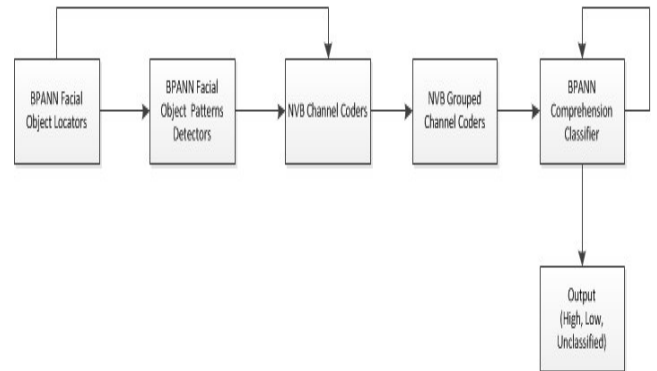 BPANN Facial
Object Locators
BPANN Facial
Object Patterns
Detectors
NVB Channel Coders
NVB Grouped
Channel Coders
BPANN
Comprehension
Classifier
Output
(High, Low,
Unclassified)